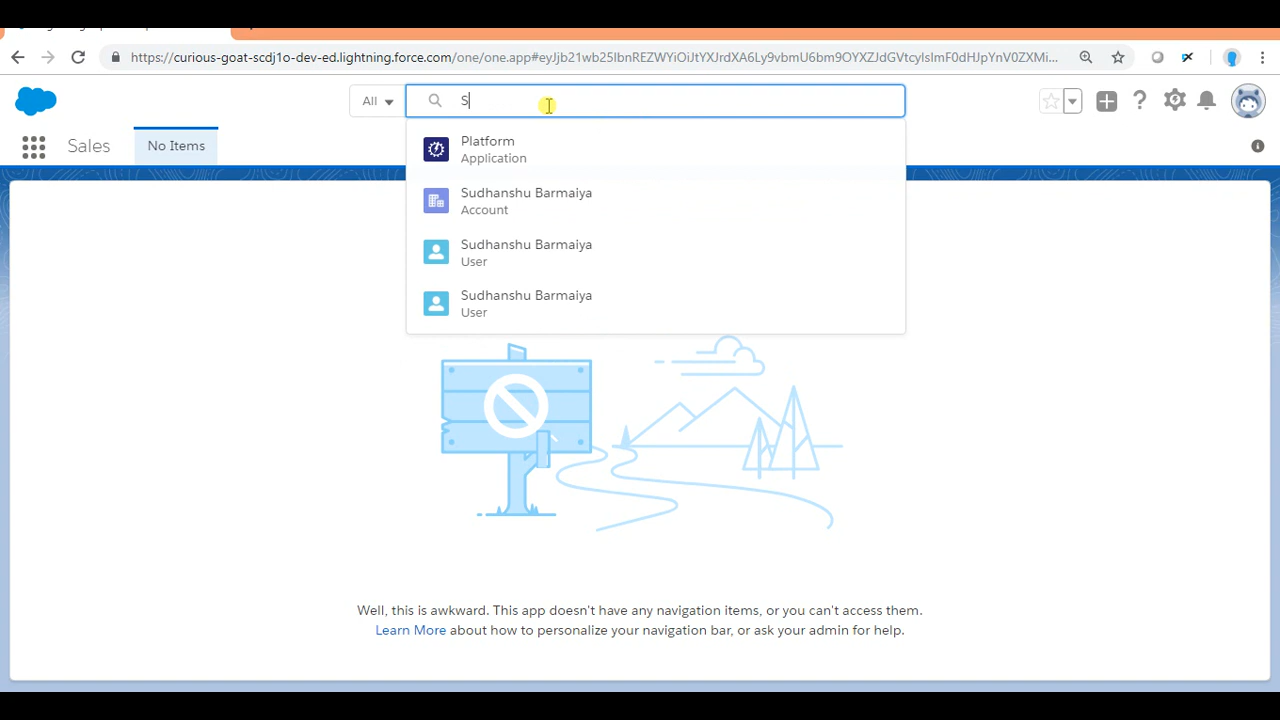 https://curious-goat-scdj1o-dev-ed.lightning.force.com/one/one.app#
All
S
Sales
No Items
Platform
Application
Sudhanshu Barmaiya
Account
Sudhanshu Barmaiya
User
Sudhanshu Barmaiya
User
Well, this is awkward. This app doesn't have any navigation items, or you can't access them.
Learn More about how to personalize your navigation bar, or ask your admin for help.